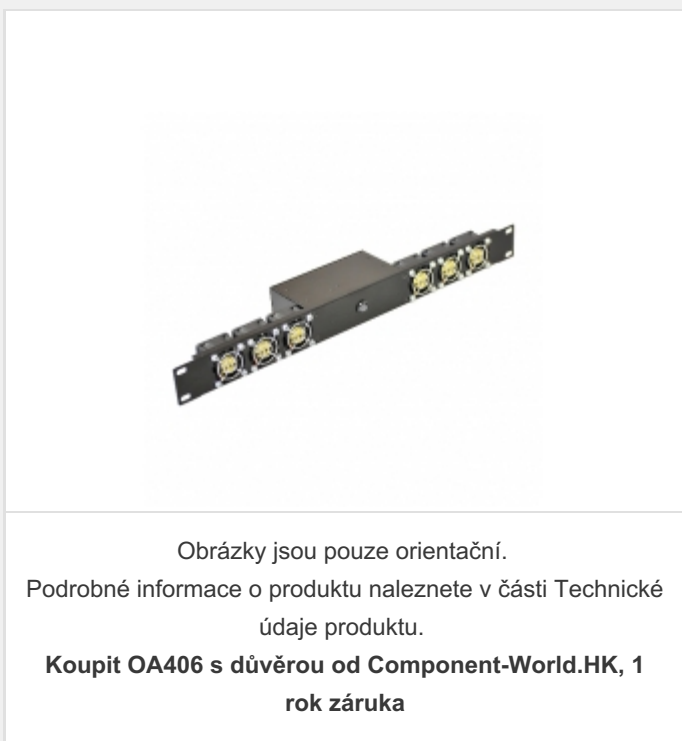 Obrázky jsou pouze orientační.
Podrobné informace o produktu naleznete v části Technické
údaje produktu.
Koupit OA406 s důvěrou od Component-World.HK, 1
rok záruka